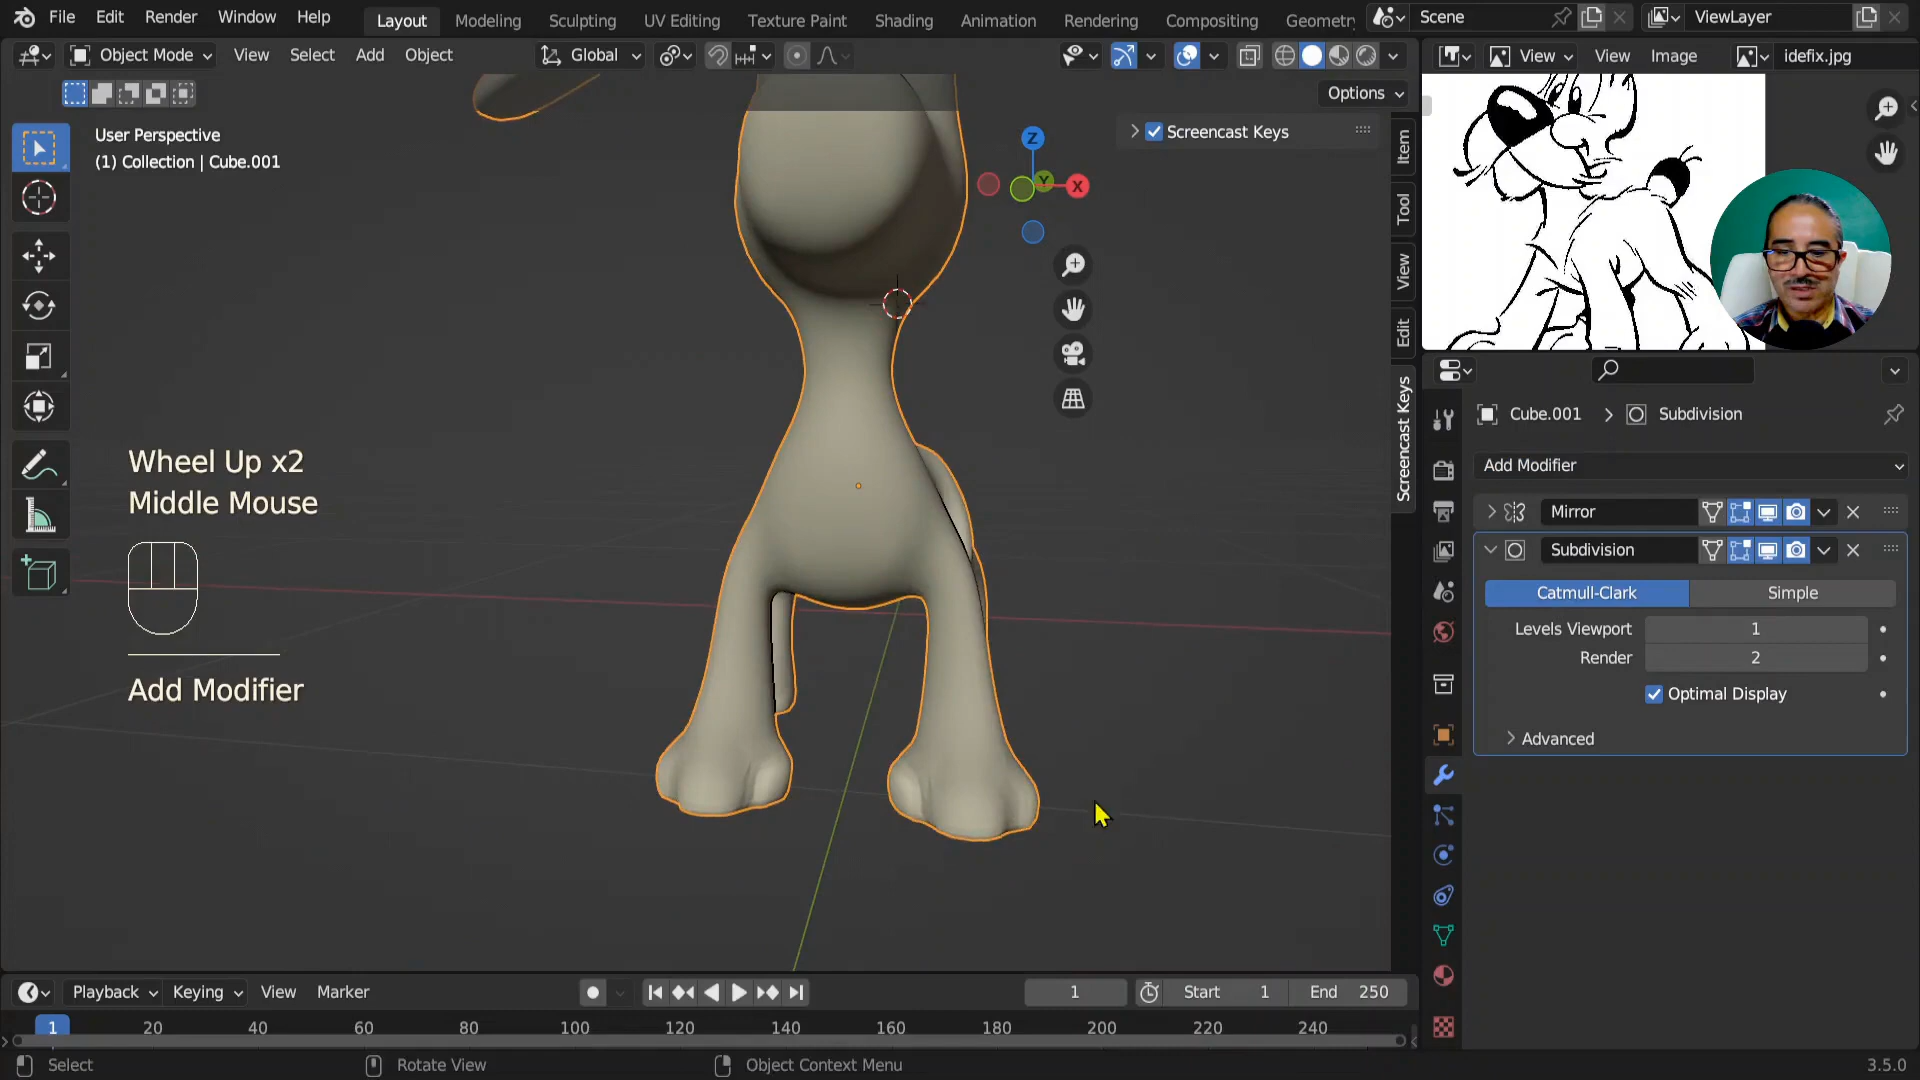 File Edit Render Window Help Layout Modeling Sculpting UV Editing Texture Paint Shading Animation Rendering Compositing Geometry Scene ViewLayer
Object Mode View Select Add Object Global View View Image idefix.jpg
Options
User Perspective
(1) Collection | Cube.001
Screencast Keys
Z
Y
X
Item
Tool
View
Edit
Screencast Keys
Wheel Up x2
Middle Mouse
Add Modifier
Cube.001 Subdivision
Add Modifier
Mirror
Subdivision
Catmull-Clark Simple
Levels Viewport 1
Render 2
Optimal Display
Advanced
Playback Keying View Marker 1 Start 1 End 250
1 20 40 60 80 100 120 140 160 180 200 220 240
Select Rotate View Object Context Menu 3.5.0